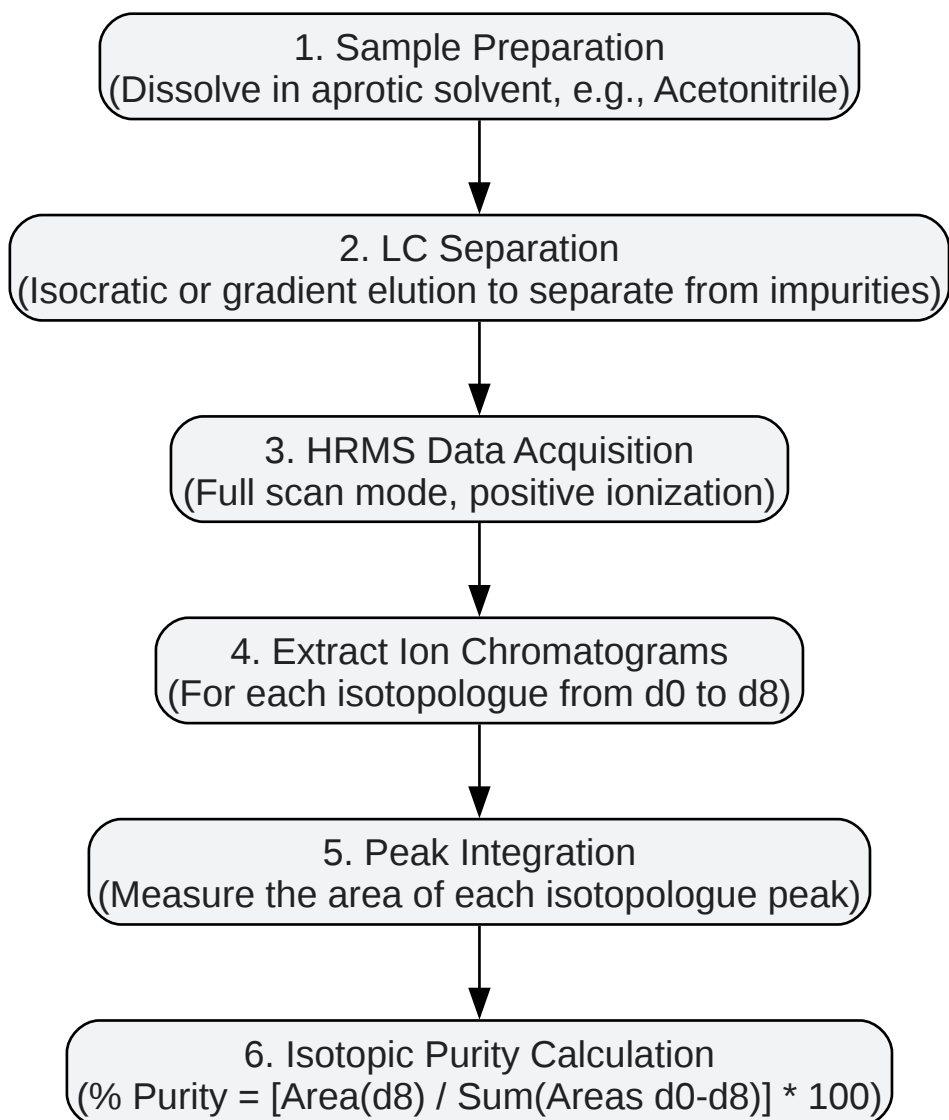 1. Sample Preparation
(Dissolve in aprotic solvent, e.g., Acetonitrile)
2. LC Separation
(Isocratic or gradient elution to separate from impurities)
3. HRMS Data Acquisition
(Full scan mode, positive ionization)
4. Extract Ion Chromatograms
(For each isotopologue from d0 to d8)
5. Peak Integration
(Measure the area of each isotopologue peak)
6. Isotopic Purity Calculation
(% Purity = [Area(d8) / Sum(Areas d0-d8)] * 100)